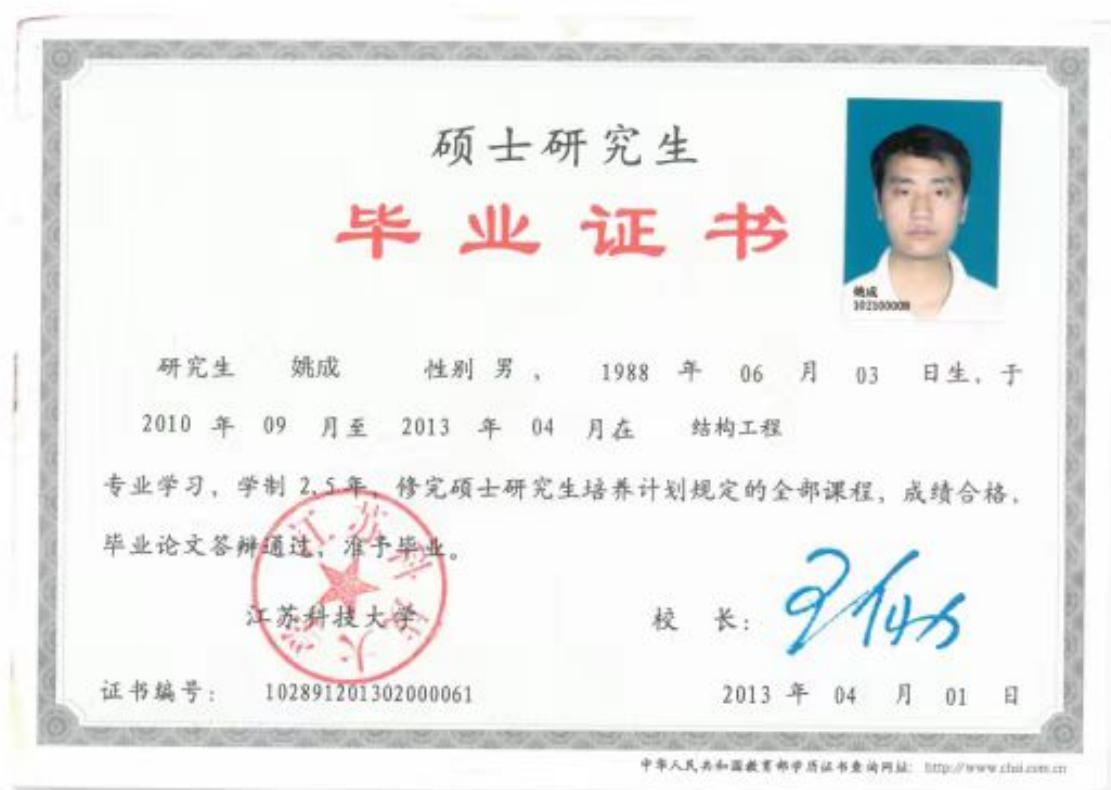 硕士研究生
毕业证书
姚成
研究生 姚成 性别 男 , 1988 年 06 月 03 日生, 于
2010 年 09 月至 2013 年 04 月在 结构工程
专业学习, 学制 2.5 年, 修完硕士研究生培养计划规定的全部课程, 成绩合格,
毕业论文答辩通过, 准予毕业。
江苏科技大学
江苏科技大学
校 长:
证书编号: 102891201302000061
2013 年 04 月 01 日
中华人民共和国教育部学历证书查询网址: http://www.chsi.com.cn